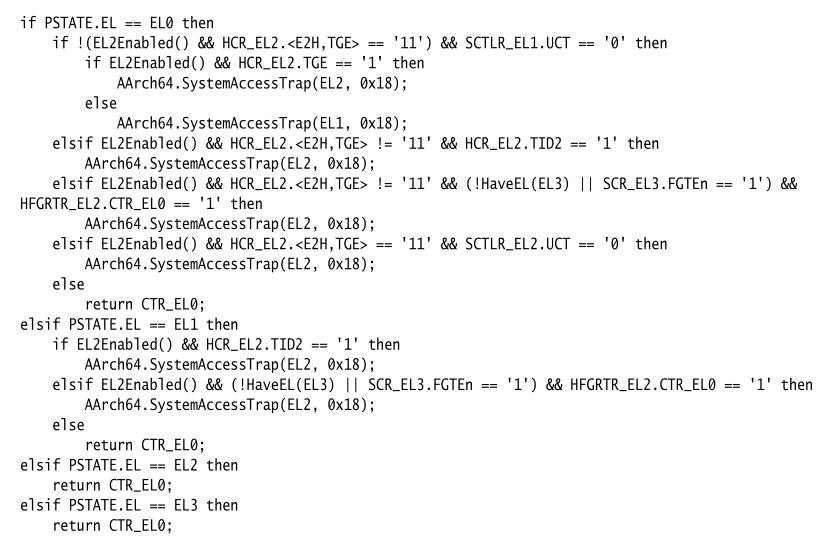 if PSTATE.EL == EL0 then
    if !(EL2Enabled() && HCR_EL2.<E2H,TGE> == '11') && SCTLR_EL1.UCT == '0' then
        if EL2Enabled() && HCR_EL2.TGE == '1' then
            AArch64.SystemAccessTrap(EL2, 0x18);
        else
            AArch64.SystemAccessTrap(EL1, 0x18);
    elsif EL2Enabled() && HCR_EL2.<E2H,TGE> != '11' && HCR_EL2.TID2 == '1' then
        AArch64.SystemAccessTrap(EL2, 0x18);
    elsif EL2Enabled() && HCR_EL2.<E2H,TGE> != '11' && (!HaveEL(EL3) || SCR_EL3.FGTEn == '1') &&
HFGRTR_EL2.CTR_EL0 == '1' then
        AArch64.SystemAccessTrap(EL2, 0x18);
    elsif EL2Enabled() && HCR_EL2.<E2H,TGE> == '11' && SCTLR_EL2.UCT == '0' then
        AArch64.SystemAccessTrap(EL2, 0x18);
    else
        return CTR_EL0;
elsif PSTATE.EL == EL1 then
    if EL2Enabled() && HCR_EL2.TID2 == '1' then
        AArch64.SystemAccessTrap(EL2, 0x18);
    elsif EL2Enabled() && (!HaveEL(EL3) || SCR_EL3.FGTEn == '1') && HFGRTR_EL2.CTR_EL0 == '1' then
        AArch64.SystemAccessTrap(EL2, 0x18);
    else
        return CTR_EL0;
elsif PSTATE.EL == EL2 then
    return CTR_EL0;
elsif PSTATE.EL == EL3 then
    return CTR_EL0;